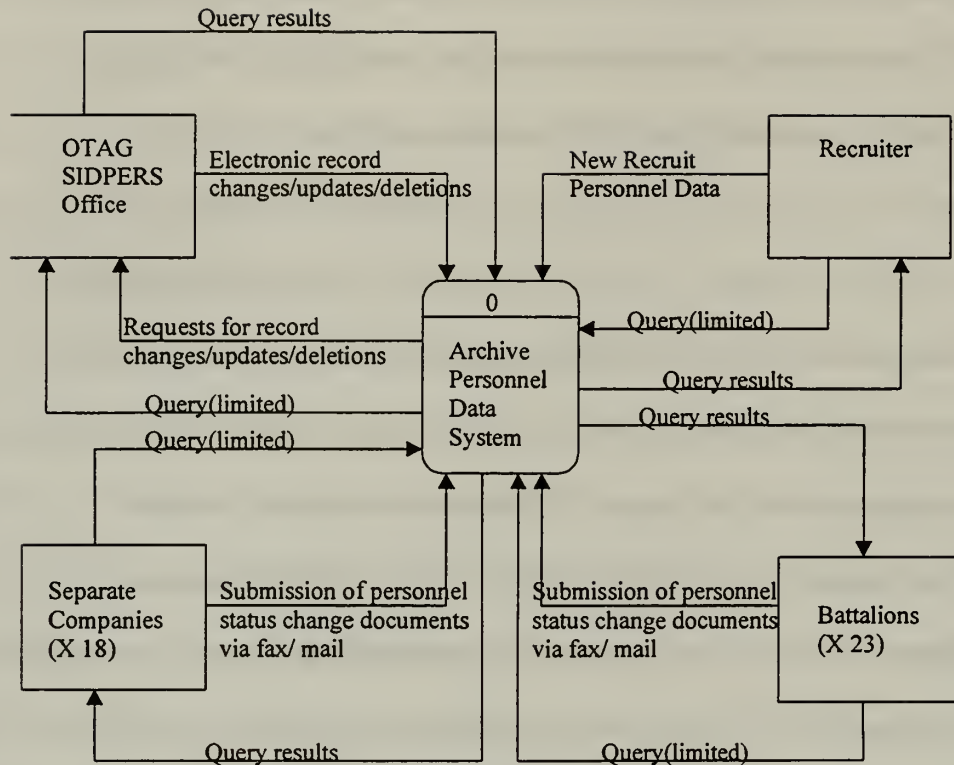 Query results
OTAG
SIDPERS
Office
Electronic record
changes/updates/deletions
New Recruit
Personnel Data
Recruiter
0
Archive
Personnel
Data
System
Requests for record
changes/updates/deletions
Query(limited)
Query(limited)
Query(limited)
Query results
Query results
Separate
Companies
(X 18)
Submission of personnel
status change documents
via fax/ mail
Submission of personnel
status change documents
via fax/ mail
Battalions
(X 23)
Query results
Query(limited)